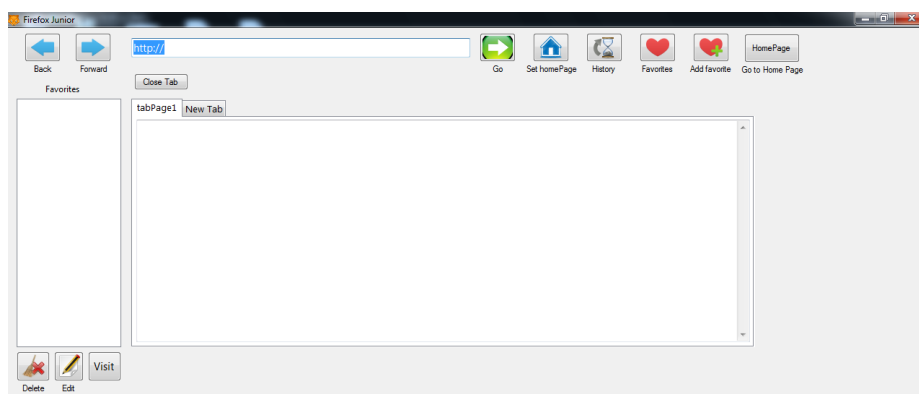 Firefox Junior
http://
HomePage
Back Forward Go Set homePage History Favorites Add favorite Go to Home Page
Close Tab
Favorites
tabPage1 New Tab
Visit
Delete Edit